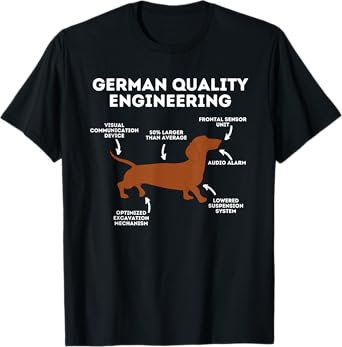 GERMAN QUALITY
ENGINEERING
VISUAL
COMMUNICATION
DEVICE
50% LARGER
THAN AVERAGE
FRONTAL SENSOR
UNIT
AUDIO ALARM
LOWERED
SUSPENSION
SYSTEM
OPTIMIZED
EXCAVATION
MECHANISM